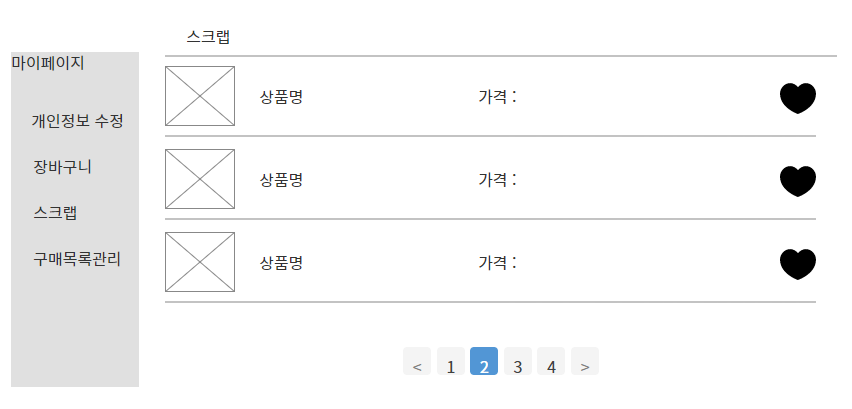 스크랩
마이페이지
개인정보 수정
장바구니
스크랩
구매목록관리
상품명 가격 :
상품명 가격 :
상품명 가격 :
< 1 2 3 4 >